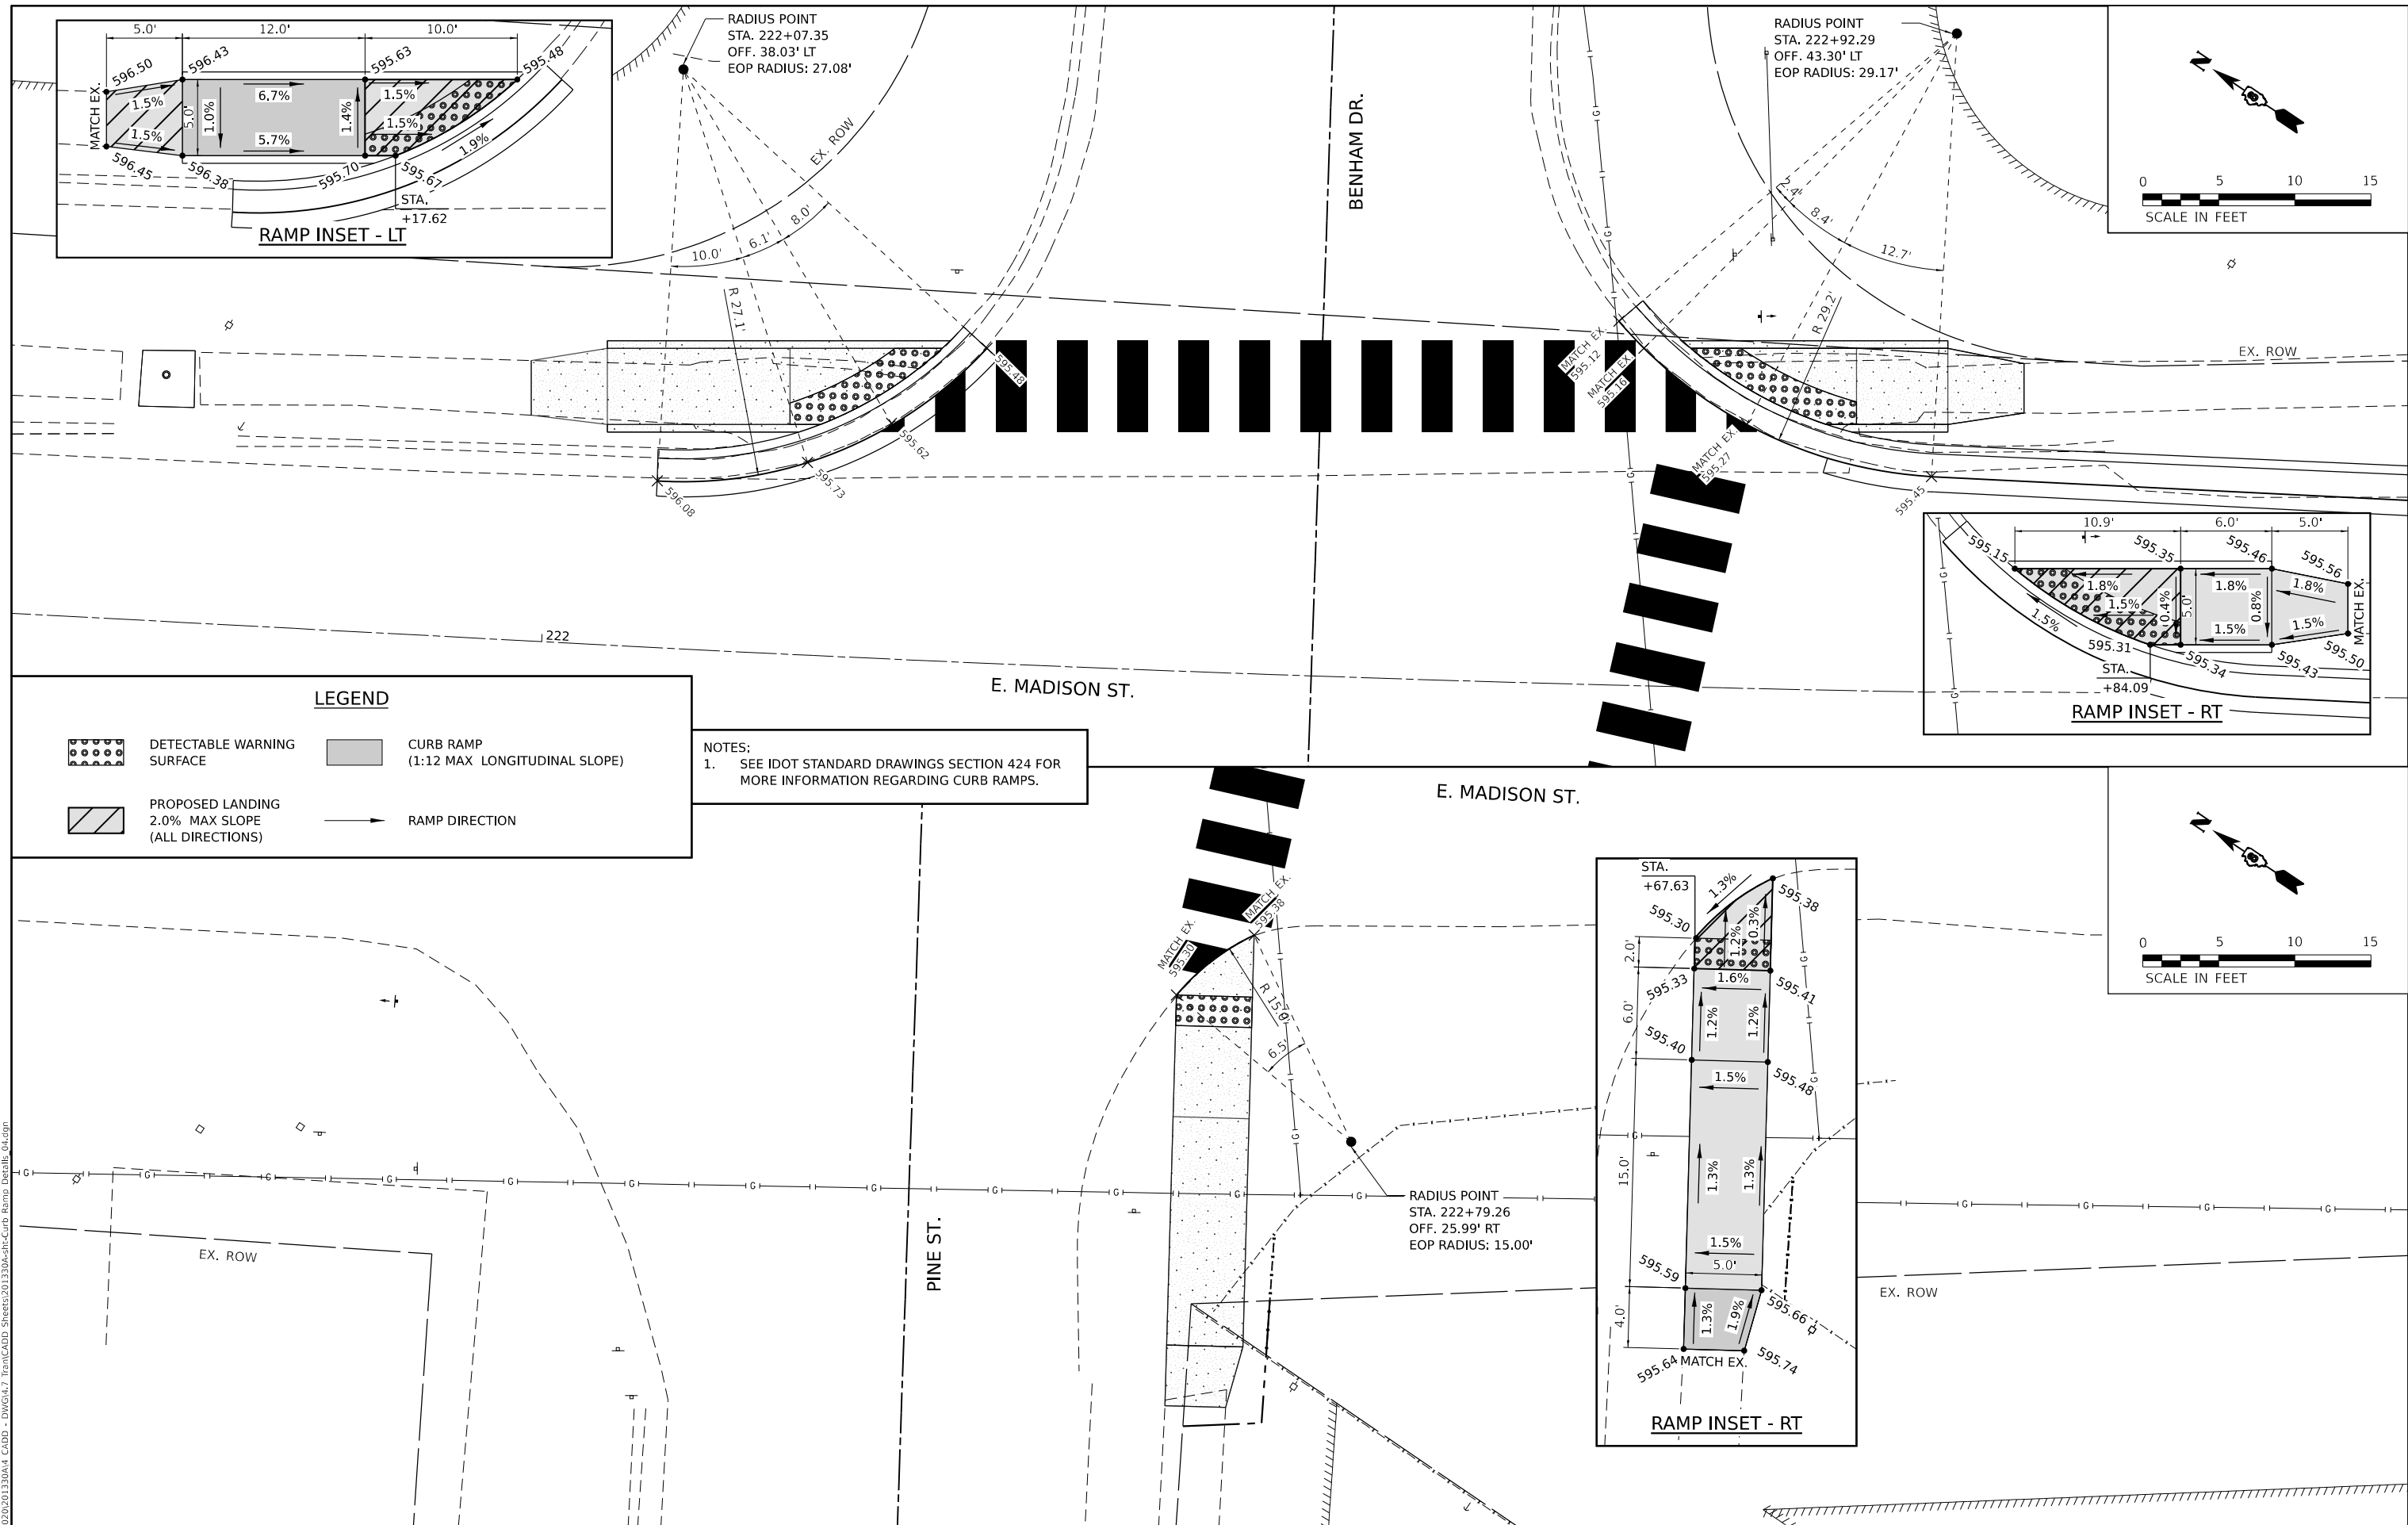 5.0'
12.0'
10.0'
596.50
596.43
595.63
595.48
MATCH EX.
1.5%
1.5%
5.0'
1.0%
6.7%
5.7%
1.4%
1.5%
1.5%
1.9%
596.45
596.38
595.70
595.67
STA.
+17.62
RAMP INSET - LT
RADIUS POINT
STA. 222+07.35
OFF. 38.03' LT
EOP RADIUS: 27.08'
EX. ROW
10.0'
6.1'
8.0'
R 27.1'
596.08
595.73
595.62
595.48
BENHAM DR.
RADIUS POINT
STA. 222+92.29
OFF. 43.30' LT
EOP RADIUS: 29.17'
2.4'
8.4'
12.7'
R 29.2'
MATCH EX.
595.12
MATCH EX.
595.16
MATCH EX.
595.27
595.45
EX. ROW
N
0 5 10 15
SCALE IN FEET
10.9'
6.0'
5.0'
595.15
595.35
595.46
595.56
1.8%
1.8%
1.8%
1.5%
0.4%
5.0'
0.8%
1.5%
1.5%
1.5%
MATCH EX.
595.31
595.34
595.43
595.50
STA.
+84.09
RAMP INSET - RT
G
G
G
G
G
222
E. MADISON ST.
LEGEND
DETECTABLE WARNING
SURFACE
CURB RAMP
(1:12 MAX LONGITUDINAL SLOPE)
PROPOSED LANDING
2.0% MAX SLOPE
(ALL DIRECTIONS)
RAMP DIRECTION
NOTES:
1. SEE IDOT STANDARD DRAWINGS SECTION 424 FOR
MORE INFORMATION REGARDING CURB RAMPS.
E. MADISON ST.
N
0 5 10 15
SCALE IN FEET
MATCH EX.
595.30
MATCH EX.
595.38
R 15.0'
6.5'
RADIUS POINT
STA. 222+79.26
OFF. 25.99' RT
EOP RADIUS: 15.00'
PINE ST.
EX. ROW
EX. ROW
STA.
+67.63
1.3%
595.38
595.30
2.0'
1.2%
0.3%
595.33
1.6%
595.41
6.0'
1.2%
1.2%
595.40
1.5%
595.48
15.0'
1.3%
1.3%
1.5%
595.59
5.0'
595.66
4.0'
1.3%
1.9%
595.64
MATCH EX.
595.74
RAMP INSET - RT
G G G G G G G G G G G G G G G G G